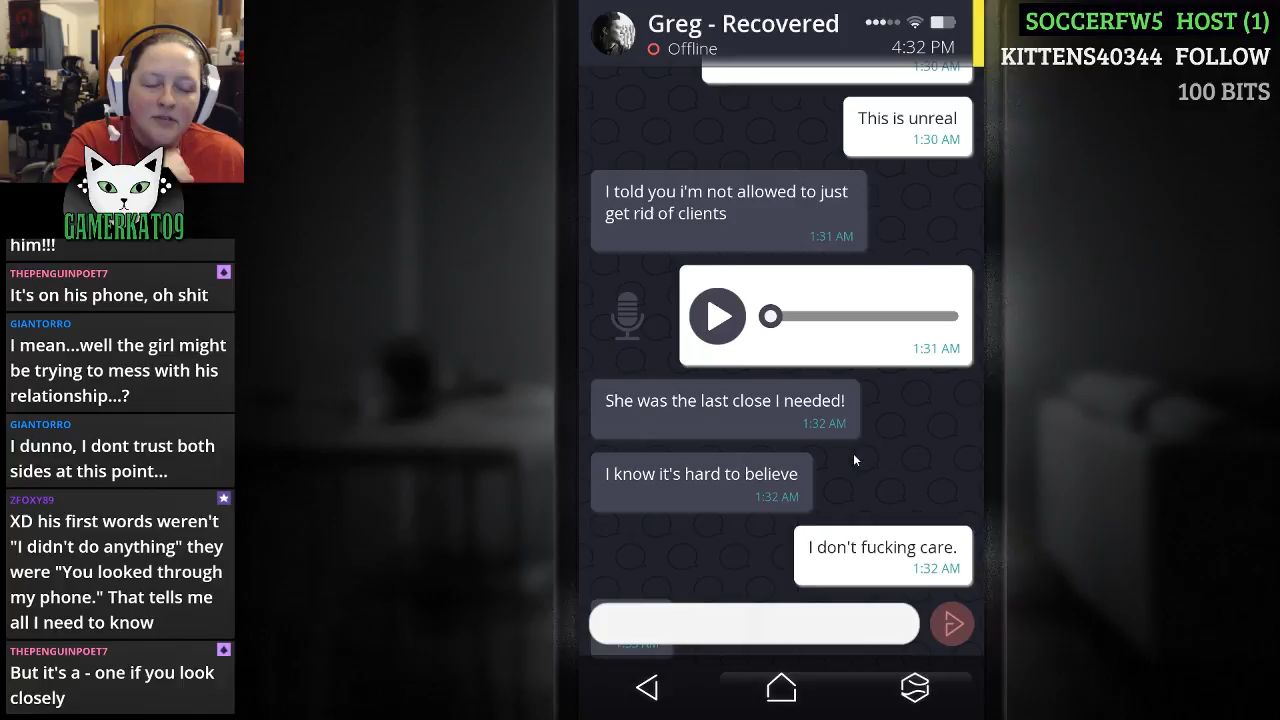 Greg - Recovered
Offline
4:32 PM
SOCCERFW5 HOST (1)
KITTENS40344 FOLLOW
100 BITS
1:30 AM
This is unreal
1:30 AM
I told you i'm not allowed to just
get rid of clients
1:31 AM
1:31 AM
She was the last close I needed!
1:32 AM
I know it's hard to believe
1:32 AM
I don't fucking care.
1:32 AM
1:33 AM
GAMERKAT09
him!!!
THEPENGUINPOET7
It's on his phone, oh shit
GIANTORRO
I mean...well the girl might
be trying to mess with his
relationship...?
GIANTORRO
I dunno, I dont trust both
sides at this point...
ZFOXY89
XD his first words weren't
"I didn't do anything" they
were "You looked through
my phone." That tells me
all I need to know
THEPENGUINPOET7
But it's a - one if you look
closely